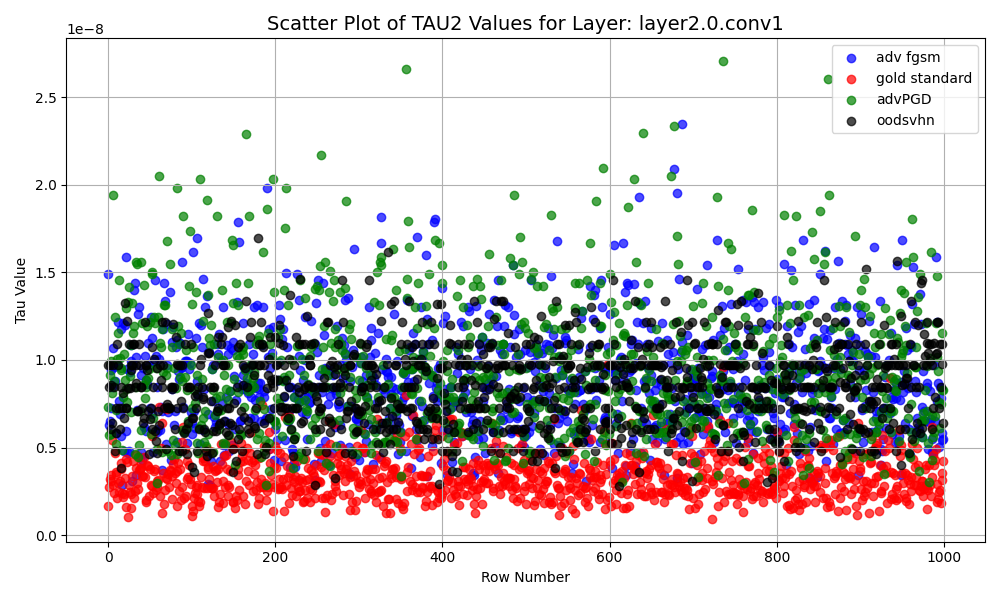 Scatter Plot of TAU2 Values for Layer: layer2.0.conv1
1e−8
adv fgsm
gold standard
advPGD
oodsvhn
2.5
2.0
1.5
1.0
0.5
0.0
Tau Value
0 200 400 600 800 1000
Row Number